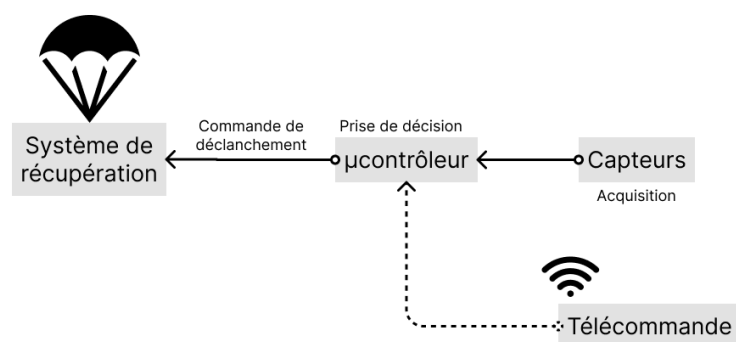 Système de
récupération
Commande de
déclanchement
Prise de décision
µcontrôleur
Capteurs
Acquisition
Télécommande